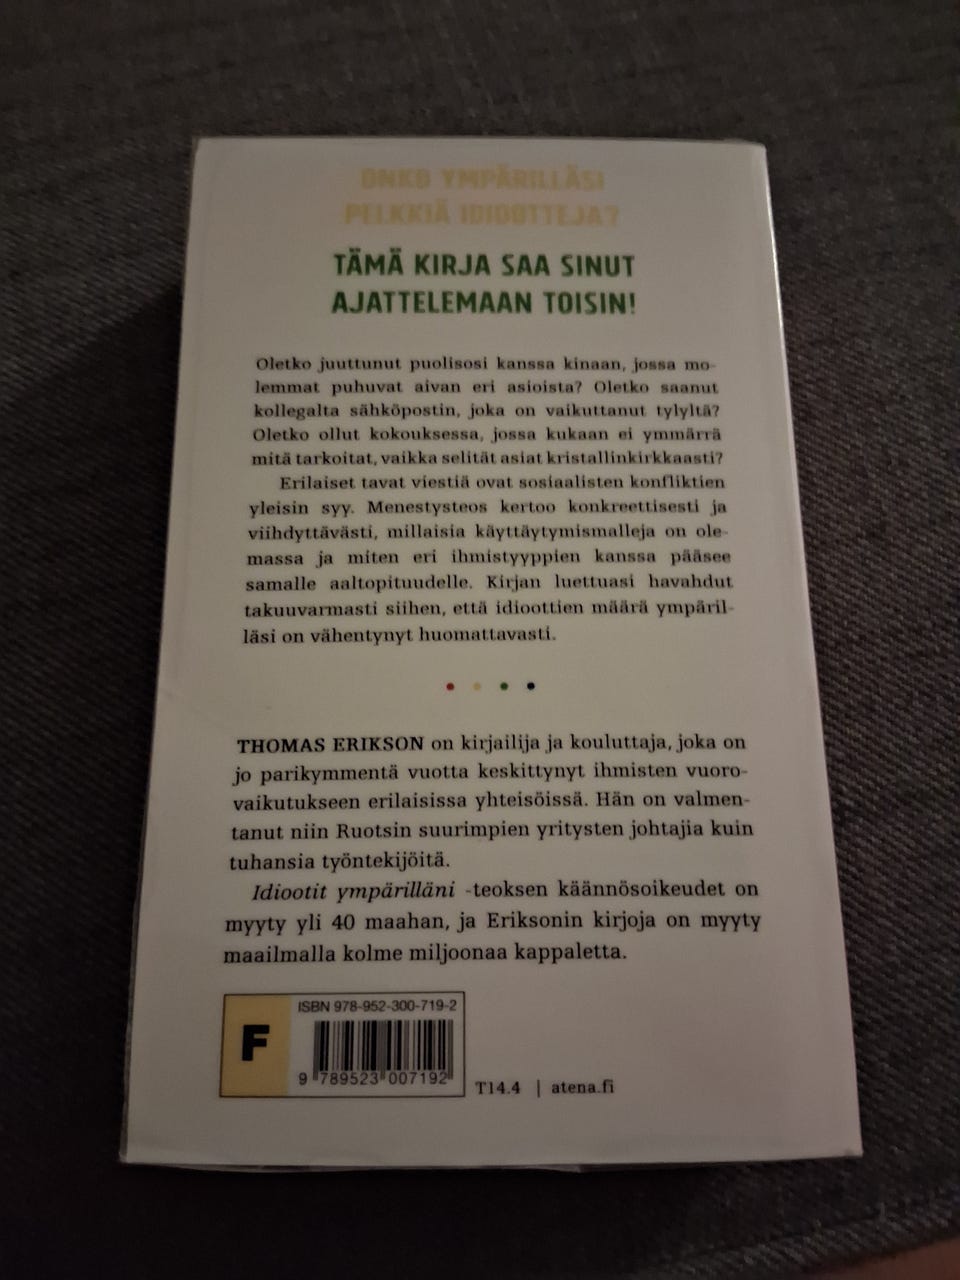 ONKO YMPÄRILLÄSI
PELKKIÄ IDIOOTTEJA?
TÄMÄ KIRJA SAA SINUT
AJATTELEMAAN TOISIN!
Oletko juuttunut puolisosi kanssa kinaan, jossa mo-
lemmat puhuvat aivan eri asioista? Oletko saanut
kollegalta sähköpostin, joka on vaikuttanut tylyltä?
Oletko ollut kokouksessa, jossa kukaan ei ymmärrä
mitä tarkoitat, vaikka selität asiat kristallinkirkkaasti?
Erilaiset tavat viestiä ovat sosiaalisten konfliktien
yleisin syy. Menestysteos kertoo konkreettisesti ja
viihdyttävästi, millaisia käyttäytymismalleja on ole-
massa ja miten eri ihmistyyppien kanssa pääsee
samalle aaltopituudelle. Kirjan luettuasi havahdut
takuuvarmasti siihen, että idioottien määrä ympäril-
läsi on vähentynyt huomattavasti.
THOMAS ERIKSON on kirjailija ja kouluttaja, joka on
jo parikymmentä vuotta keskittynyt ihmisten vuoro-
vaikutukseen erilaisissa yhteisöissä. Hän on valmen-
tanut niin Ruotsin suurimpien yritysten johtajia kuin
tuhansia työntekijöitä.
Idiootit ympärilläni -teoksen käännösoikeudet on
myyty yli 40 maahan, ja Eriksonin kirjoja on myyty
maailmalla kolme miljoonaa kappaletta.
F
ISBN 978-952-300-719-2
9 789523 007192
T14.4 | atena.fi